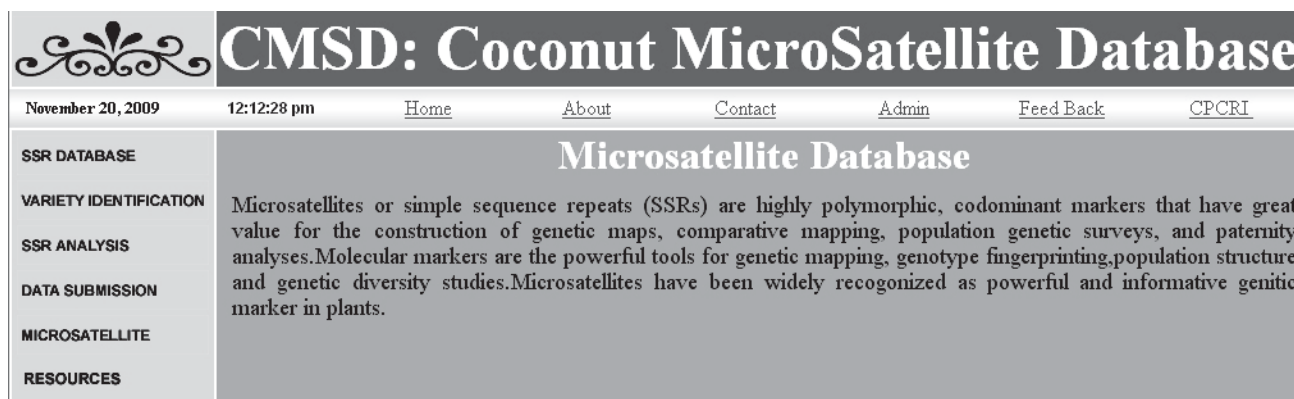 CMSD: Coconut MicroSatellite Database
November 20, 2009 12:12:28 pm Home About Contact Admin Feed Back CPCRI
SSR DATABASE
VARIETY IDENTIFICATION
SSR ANALYSIS
DATA SUBMISSION
MICROSATELLITE
RESOURCES
Microsatellite Database
Microsatellites or simple sequence repeats (SSRs) are highly polymorphic, codominant markers that have great
value for the construction of genetic maps, comparative mapping, population genetic surveys, and paternity
analyses.Molecular markers are the powerful tools for genetic mapping, genotype fingerprinting,population structure
and genetic diversity studies.Microsatellites have been widely recogonized as powerful and informative genitic
marker in plants.